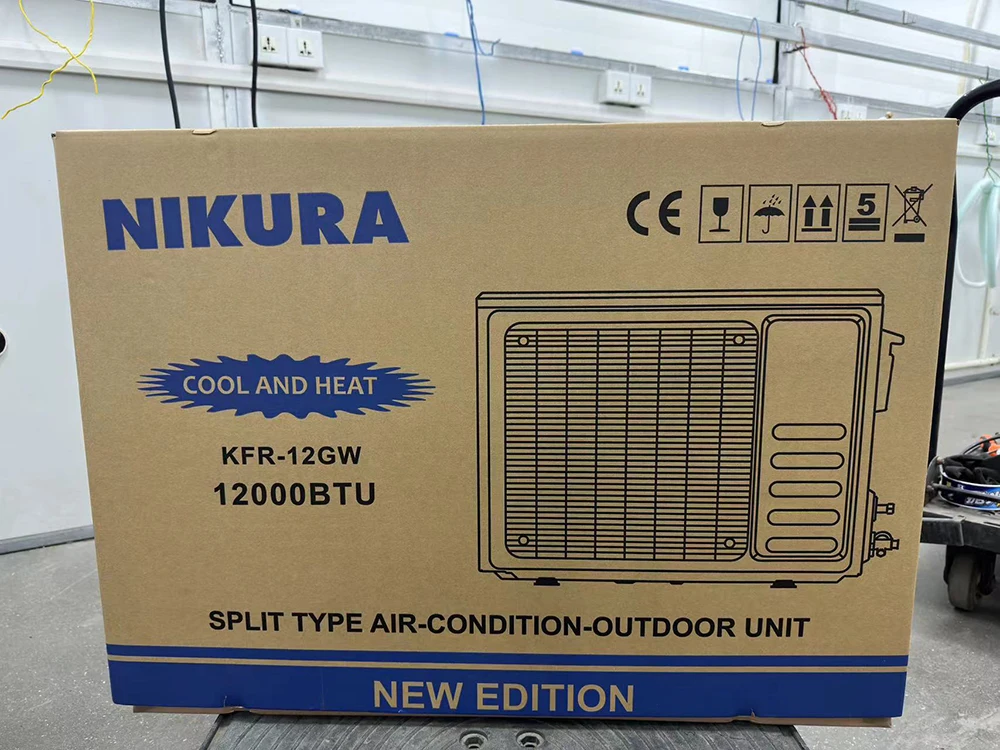 NIKURA
CE
5
COOL AND HEAT
KFR-12GW
12000BTU
SPLIT TYPE AIR-CONDITION-OUTDOOR UNIT
NEW EDITION